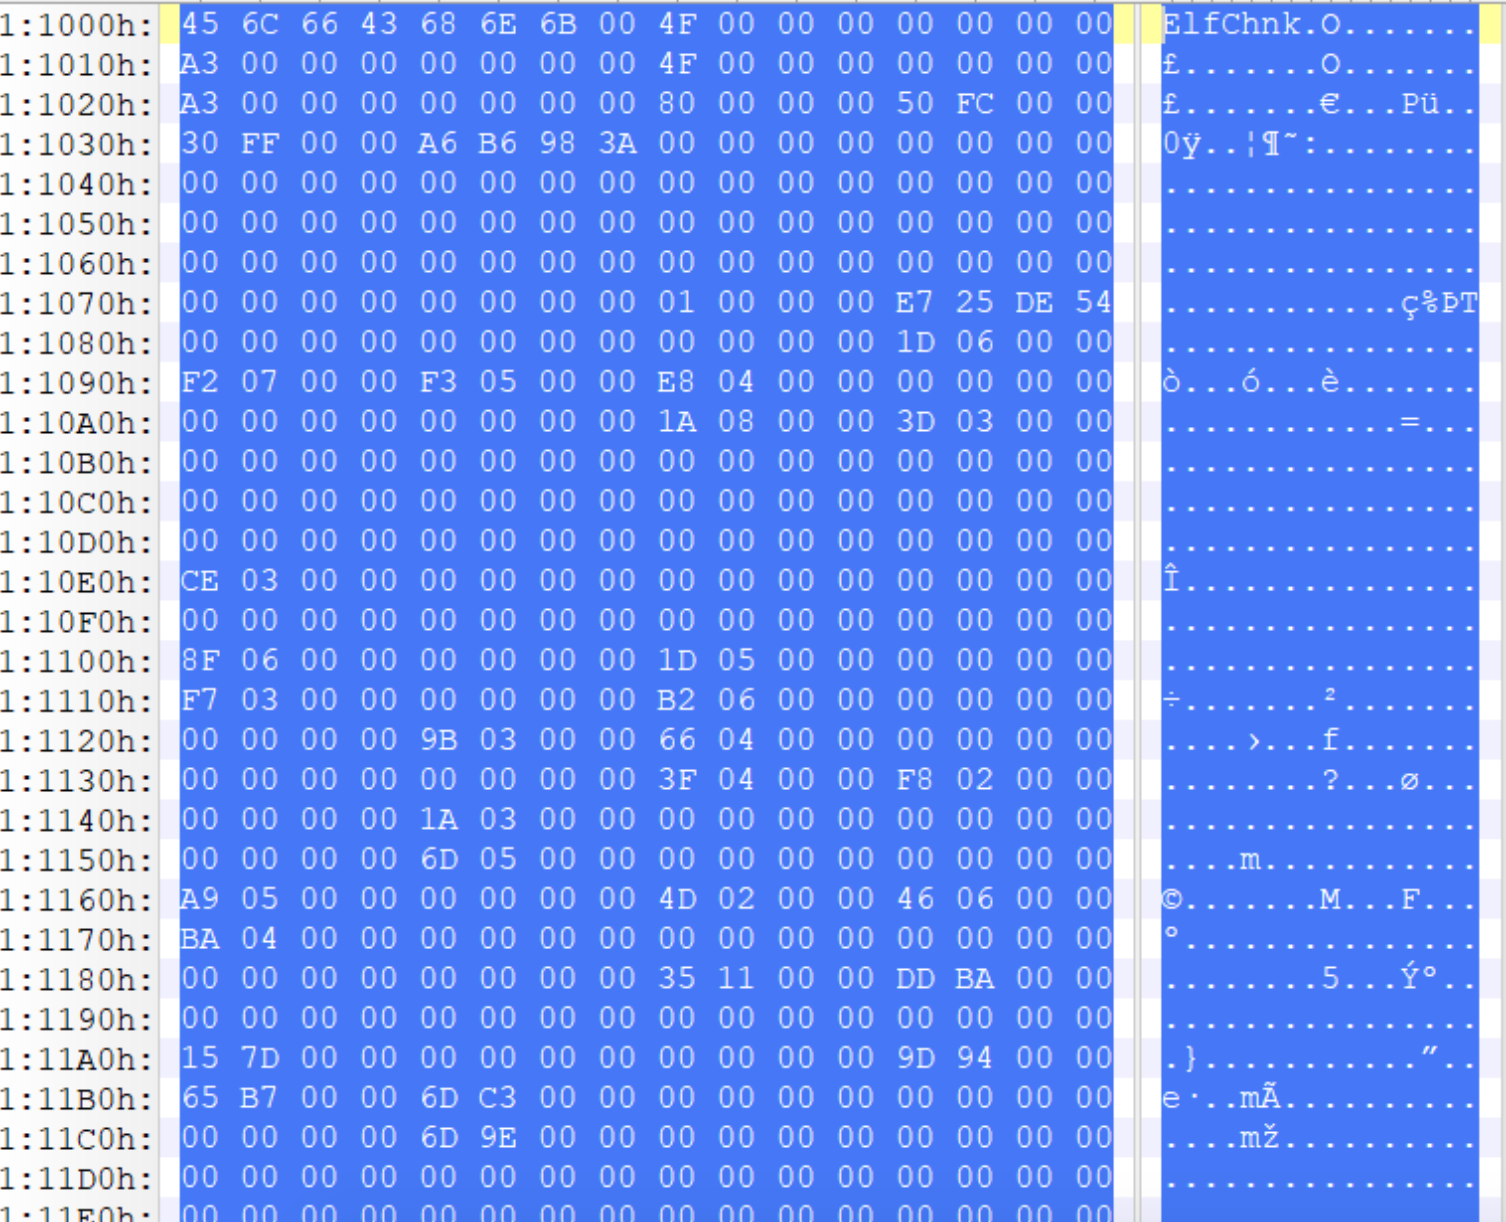 1:1000h: 45 6C 66 43 68 6E 6B 00 4F 00 00 00 00 00 00 00 ElfChnk.O.......
1:1010h: A3 00 00 00 00 00 00 00 4F 00 00 00 00 00 00 00 £.......O.......
1:1020h: A3 00 00 00 00 00 00 00 80 00 00 00 50 FC 00 00 £.......€...Pü..
1:1030h: 30 FF 00 00 A6 B6 98 3A 00 00 00 00 00 00 00 00 0ÿ..¦¶˜:........
1:1040h: 00 00 00 00 00 00 00 00 00 00 00 00 00 00 00 00 ................
1:1050h: 00 00 00 00 00 00 00 00 00 00 00 00 00 00 00 00 ................
1:1060h: 00 00 00 00 00 00 00 00 00 00 00 00 00 00 00 00 ................
1:1070h: 00 00 00 00 00 00 00 00 01 00 00 00 E7 25 DE 54 ............ç%ÞT
1:1080h: 00 00 00 00 00 00 00 00 00 00 00 00 1D 06 00 00 ................
1:1090h: F2 07 00 00 F3 05 00 00 E8 04 00 00 00 00 00 00 ò...ó...è.......
1:10A0h: 00 00 00 00 00 00 00 00 1A 08 00 00 3D 03 00 00 ............=...
1:10B0h: 00 00 00 00 00 00 00 00 00 00 00 00 00 00 00 00 ................
1:10C0h: 00 00 00 00 00 00 00 00 00 00 00 00 00 00 00 00 ................
1:10D0h: 00 00 00 00 00 00 00 00 00 00 00 00 00 00 00 00 ................
1:10E0h: CE 03 00 00 00 00 00 00 00 00 00 00 00 00 00 00 Î...............
1:10F0h: 00 00 00 00 00 00 00 00 00 00 00 00 00 00 00 00 ................
1:1100h: 8F 06 00 00 00 00 00 00 1D 05 00 00 00 00 00 00 ................
1:1110h: F7 03 00 00 00 00 00 00 B2 06 00 00 00 00 00 00 ÷.......².......
1:1120h: 00 00 00 00 9B 03 00 00 66 04 00 00 00 00 00 00 ....›...f.......
1:1130h: 00 00 00 00 00 00 00 00 3F 04 00 00 F8 02 00 00 ........?...ø...
1:1140h: 00 00 00 00 1A 03 00 00 00 00 00 00 00 00 00 00 ................
1:1150h: 00 00 00 00 6D 05 00 00 00 00 00 00 00 00 00 00 ....m...........
1:1160h: A9 05 00 00 00 00 00 00 4D 02 00 00 46 06 00 00 ©.......M...F...
1:1170h: BA 04 00 00 00 00 00 00 00 00 00 00 00 00 00 00 º...............
1:1180h: 00 00 00 00 00 00 00 00 35 11 00 00 DD BA 00 00 ........5...Ýº..
1:1190h: 00 00 00 00 00 00 00 00 00 00 00 00 00 00 00 00 ................
1:11A0h: 15 7D 00 00 00 00 00 00 00 00 00 00 9D 94 00 00 .}...........”..
1:11B0h: 65 B7 00 00 6D C3 00 00 00 00 00 00 00 00 00 00 e·..mÃ..........
1:11C0h: 00 00 00 00 6D 9E 00 00 00 00 00 00 00 00 00 00 ....mž..........
1:11D0h: 00 00 00 00 00 00 00 00 00 00 00 00 00 00 00 00 ................
1:11E0h: 00 00 00 00 00 00 00 00 00 00 00 00 00 00 00 00